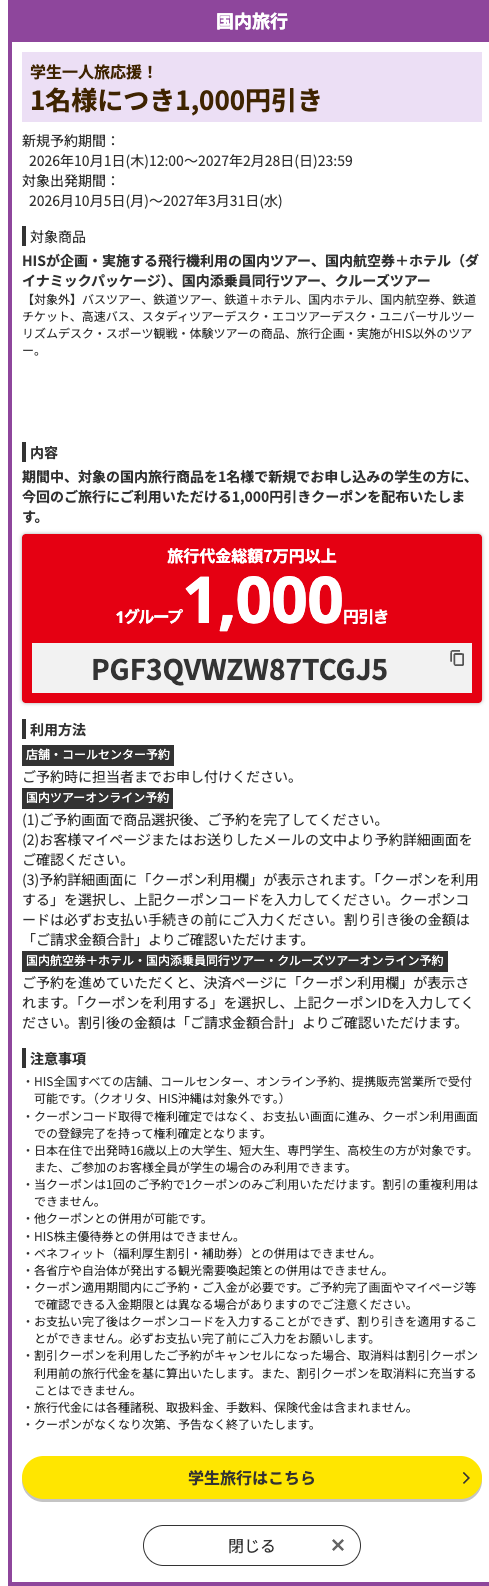 国内旅行
学生一人旅応援！
1名様につき1,000円引き
新規予約期間：
2026年10月1日(木)12:00～2027年2月28日(日)23:59
対象出発期間：
2026月10月5日(月)～2027年3月31日(水)
対象商品
HISが企画・実施する飛行機利用の国内ツアー、国内航空券＋ホテル（ダ
イナミックパッケージ）、国内添乗員同行ツアー、クルーズツアー
【対象外】バスツアー、鉄道ツアー、鉄道＋ホテル、国内ホテル、国内航空券、鉄道
チケット、高速バス、スタディツアーデスク・エコツアーデスク・ユニバーサルツー
リズムデスク・スポーツ観戦・体験ツアーの商品、旅行企画・実施がHIS以外のツア
ー。
内容
期間中、対象の国内旅行商品を1名様で新規でお申し込みの学生の方に、
今回のご旅行にご利用いただける1,000円引きクーポンを配布いたしま
す。
旅行代金総額7万円以上
1グループ1,000円引き
PGF3QVWZW87TCGJ5
利用方法
店舗・コールセンター予約
ご予約時に担当者までお申し付けください。
国内ツアーオンライン予約
(1)ご予約画面で商品選択後、ご予約を完了してください。
(2)お客様マイページまたはお送りしたメールの文中より予約詳細画面を
ご確認ください。
(3)予約詳細画面に「クーポン利用欄」が表示されます。「クーポンを利用
する」を選択し、上記クーポンコードを入力してください。クーポンコ
ードは必ずお支払い手続きの前にご入力ください。割り引き後の金額は
「ご請求金額合計」よりご確認いただけます。
国内航空券＋ホテル・国内添乗員同行ツアー・クルーズツアーオンライン予約
ご予約を進めていただくと、決済ページに「クーポン利用欄」が表示さ
れます。「クーポンを利用する」を選択し、上記クーポンIDを入力してく
ださい。割引後の金額は「ご請求金額合計」よりご確認いただけます。
注意事項
・HIS全国すべての店舗、コールセンター、オンライン予約、提携販売営業所で受付
可能です。（クオリタ、HIS沖縄は対象外です。）
・クーポンコード取得で権利確定ではなく、お支払い画面に進み、クーポン利用画面
での登録完了を持って権利確定となります。
・日本在住で出発時16歳以上の大学生、短大生、専門学生、高校生の方が対象です。
また、ご参加のお客様全員が学生の場合のみ利用できます。
・当クーポンは1回のご予約で1クーポンのみご利用いただけます。割引の重複利用は
できません。
・他クーポンとの併用が可能です。
・HIS株主優待券との併用はできません。
・ベネフィット（福利厚生割引・補助券）との併用はできません。
・各省庁や自治体が発出する観光需要喚起策との併用はできません。
・クーポン適用期間内にご予約・ご入金が必要です。ご予約完了画面やマイページ等
で確認できる入金期限とは異なる場合がありますのでご注意ください。
・お支払い完了後はクーポンコードを入力することができず、割り引きを適用するこ
とができません。必ずお支払い完了前にご入力をお願いします。
・割引クーポンを利用したご予約がキャンセルになった場合、取消料は割引クーポン
利用前の旅行代金を基に算出いたします。また、割引クーポンを取消料に充当する
ことはできません。
・旅行代金には各種諸税、取扱料金、手数料、保険代金は含まれません。
・クーポンがなくなり次第、予告なく終了いたします。
学生旅行はこちら
閉じる